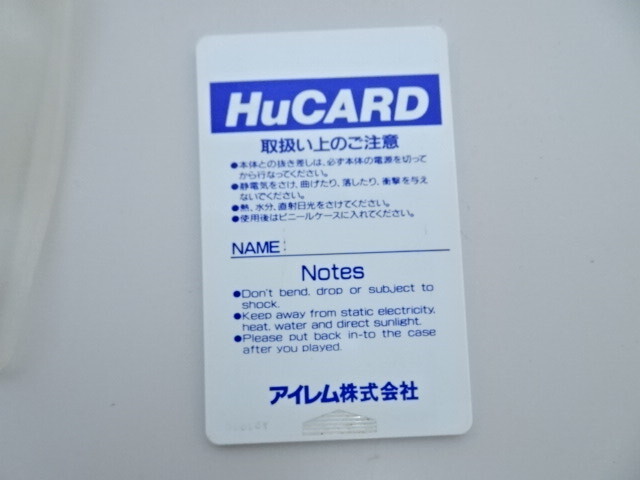 HuCARD
取扱い上のご注意
●本体との抜き差しは、必ず本体の電源を切って
から行なってください。
●静電気をさけ、曲げたり、落したり、衝撃を与え
ないでください。
●熱、水分、直射日光をさけてください。
●使用後はビニールケースに入れてください。
NAME:
Notes
●Don't bend, drop or subject to
shock.
●Keep away from static electricity,
heat, water and direct sunlight.
●Please put back in-to the case
after you played.
アイレム株式会社